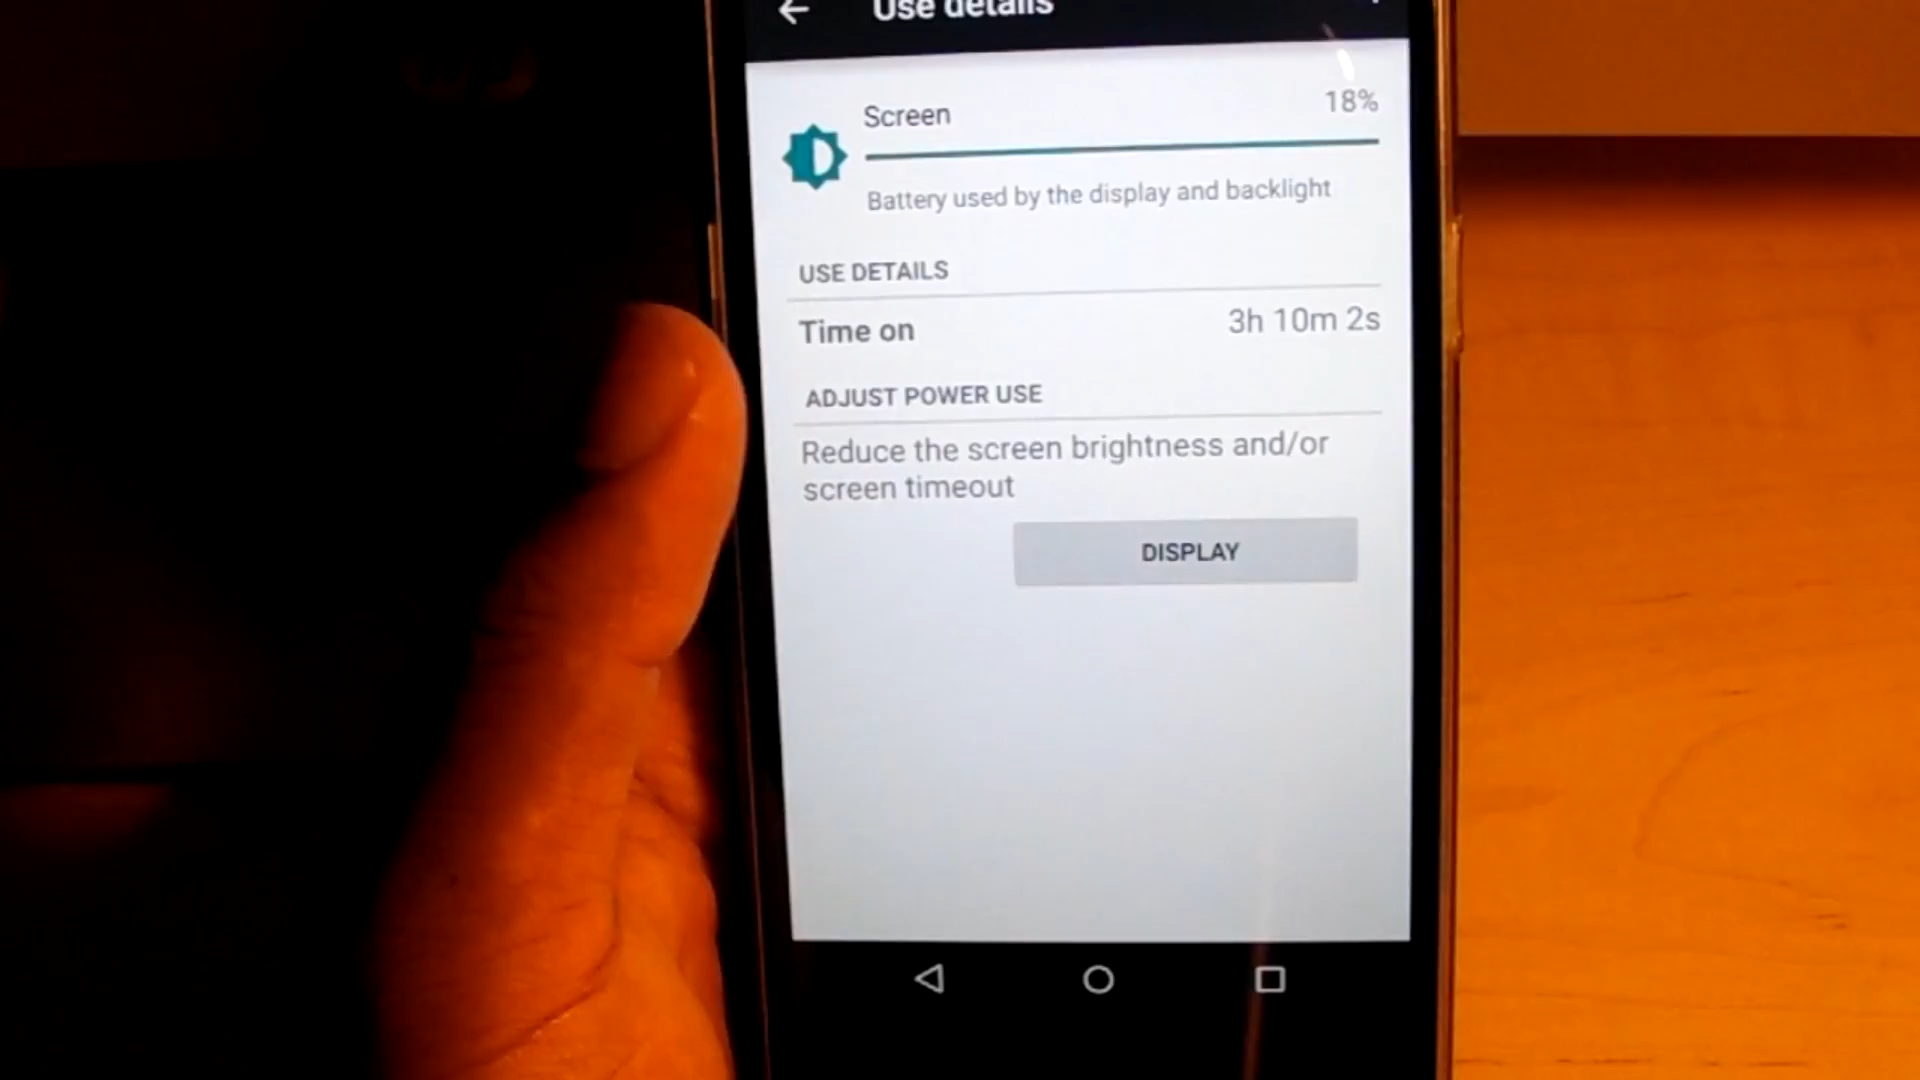 Use details
Screen 18%
Battery used by the display and backlight
USE DETAILS
Time on 3h 10m 2s
ADJUST POWER USE
Reduce the screen brightness and/or
screen timeout
DISPLAY